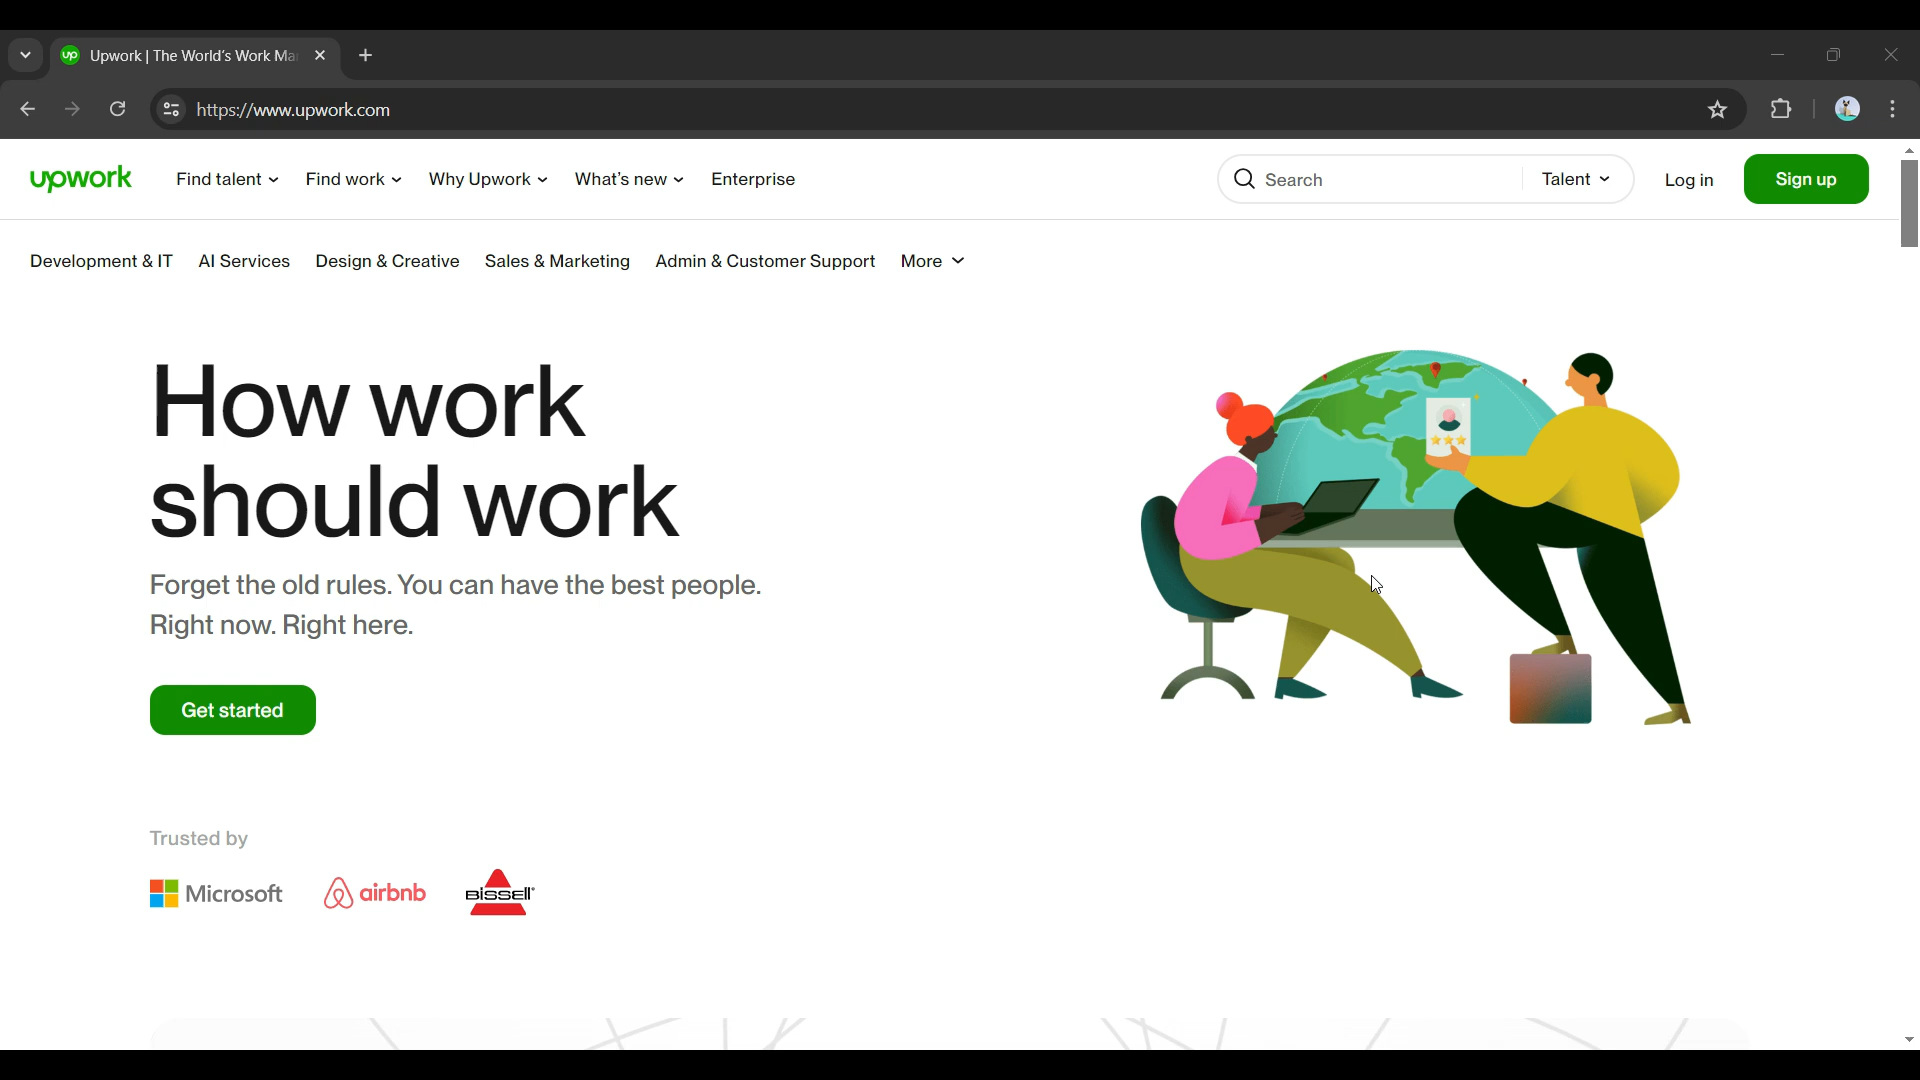 up Upwork | The World's Work Mar
https://www.upwork.com
upwork Find talent Find work Why Upwork What's new Enterprise Search Talent Log in Sign up
Development & IT AI Services Design & Creative Sales & Marketing Admin & Customer Support More
How work
should work
Forget the old rules. You can have the best people.
Right now. Right here.
Get started
Trusted by
Microsoft airbnb BISSELL